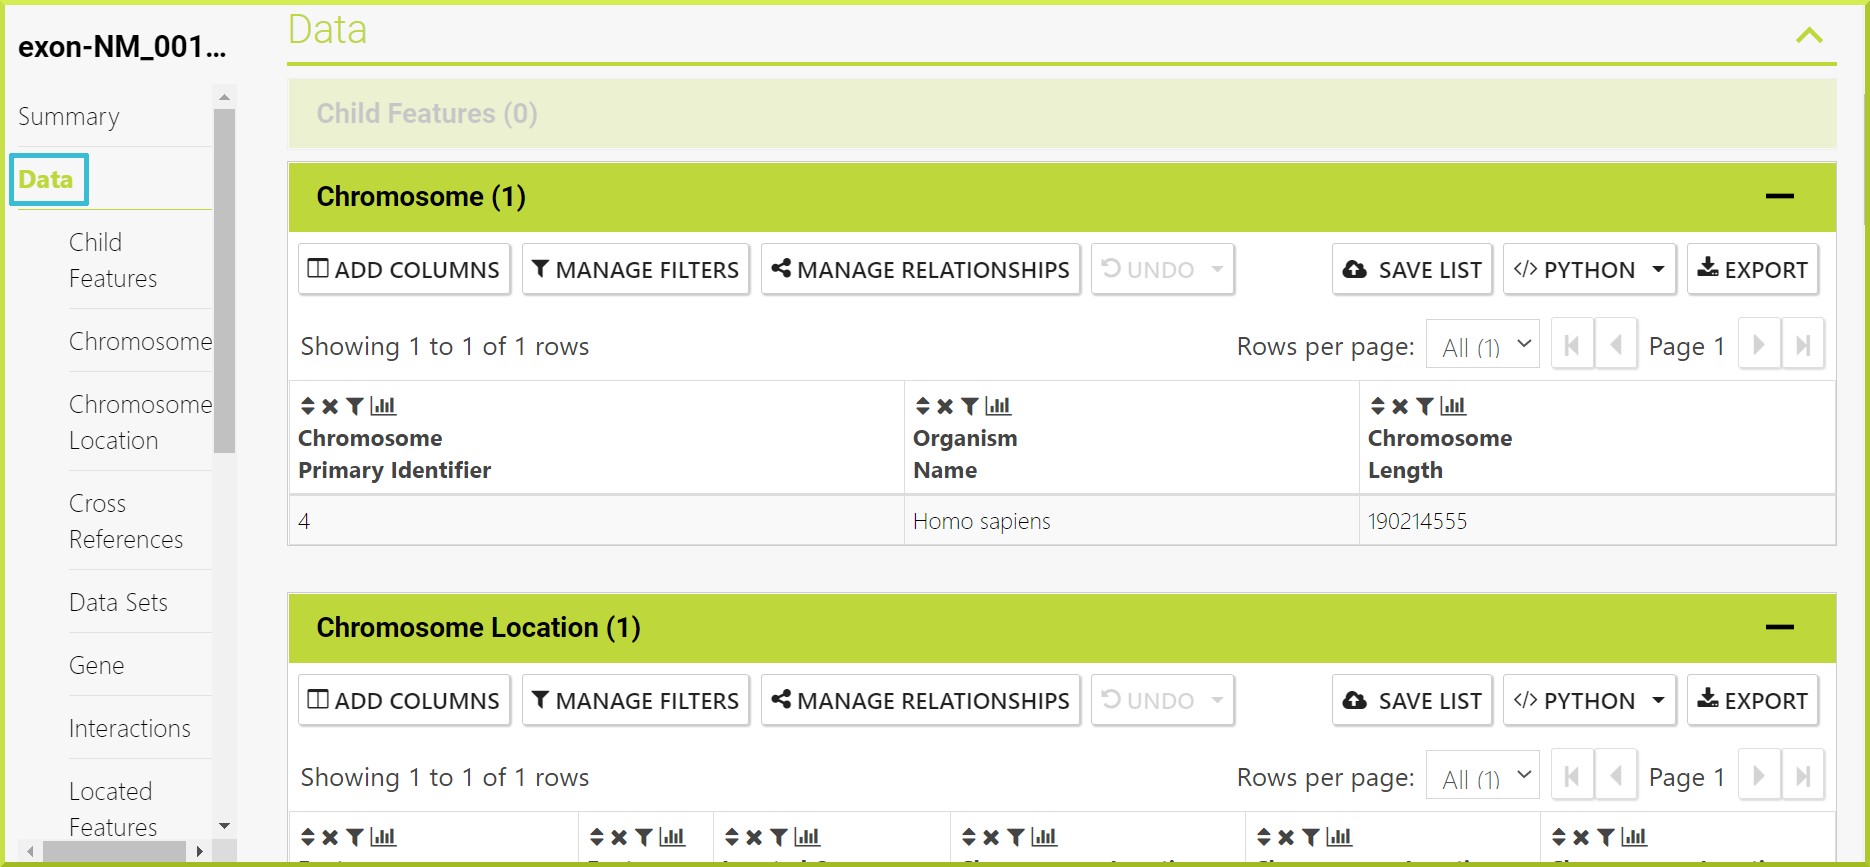 exon-NM_001...
Summary
Data
Child
Features
Chromosome
Chromosome
Location
Cross
References
Data Sets
Gene
Interactions
Located
Features
Data
Child Features (0)
Chromosome (1)
ADD COLUMNS MANAGE FILTERS MANAGE RELATIONSHIPS UNDO SAVE LIST </> PYTHON EXPORT
Showing 1 to 1 of 1 rows Rows per page: All (1) Page 1
Chromosome Primary Identifier Organism Name Chromosome Length
4 Homo sapiens 190214555
Chromosome Location (1)
ADD COLUMNS MANAGE FILTERS MANAGE RELATIONSHIPS UNDO SAVE LIST </> PYTHON EXPORT
Showing 1 to 1 of 1 rows Rows per page: All (1) Page 1